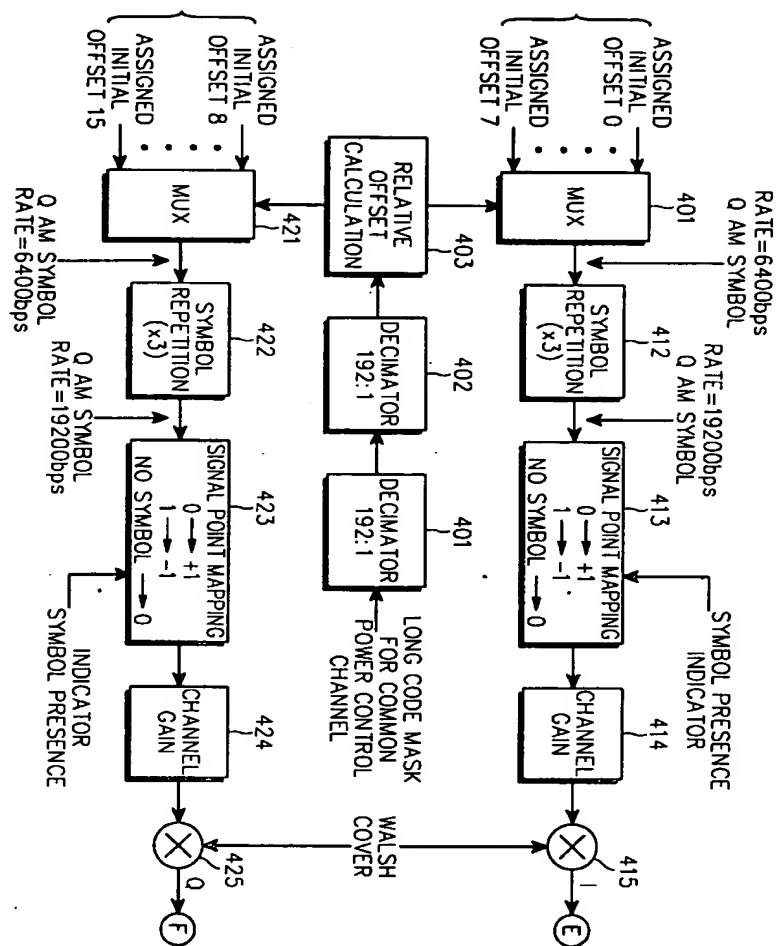 RATE=6400bps
Q AM SYMBOL
RATE=19200bps
Q AM SYMBOL
SYMBOL PRESENCE
INDICATOR
ASSIGNED
INITIAL
OFFSET 0
ASSIGNED
INITIAL
OFFSET 7
401
MUX
412
SYMBOL
REPETITION
(x3)
413
SIGNAL POINT MAPPING
0 → +1
1 → -1
NO SYMBOL → 0
414
CHANNEL
GAIN
415
I
E
403
RELATIVE
OFFSET
CALCULATION
402
DECIMATOR
192:1
401
DECIMATOR
192:1
LONG CODE MASK
FOR COMMON
POWER CONTROL
CHANNEL
WALSH
COVER
ASSIGNED
INITIAL
OFFSET 8
ASSIGNED
INITIAL
OFFSET 15
421
MUX
422
SYMBOL
REPETITION
(x3)
423
SIGNAL POINT MAPPING
0 → +1
1 → -1
NO SYMBOL → 0
424
CHANNEL
GAIN
425
Q
F
Q AM SYMBOL
RATE=6400bps
Q AM SYMBOL
RATE=19200bps
INDICATOR
SYMBOL PRESENCE